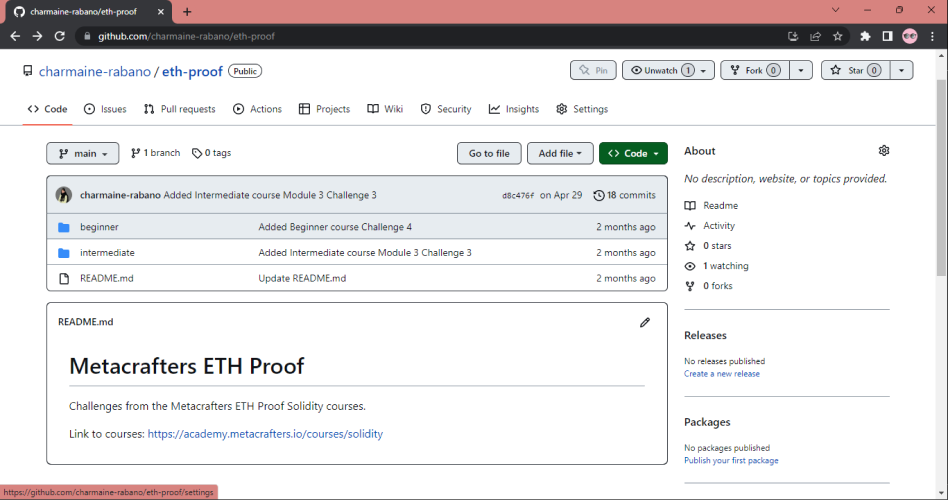 charmaine-rabano/eth-proof
github.com/charmaine-rabano/eth-proof
charmaine-rabano / eth-proof Public
Pin Unwatch 1 Fork 0 Star 0
Code Issues Pull requests Actions Projects Wiki Security Insights Settings
main 1 branch 0 tags Go to file Add file Code
charmaine-rabano Added Intermediate course Module 3 Challenge 3 d8c476f on Apr 29 18 commits
beginner Added Beginner course Challenge 4 2 months ago
intermediate Added Intermediate course Module 3 Challenge 3 2 months ago
README.md Update README.md 2 months ago
README.md
Metacrafters ETH Proof
Challenges from the Metacrafters ETH Proof Solidity courses.
Link to courses: https://academy.metacrafters.io/courses/solidity
About
No description, website, or topics provided.
Readme
Activity
0 stars
1 watching
0 forks
Releases
No releases published
Create a new release
Packages
No packages published
Publish your first package
https://github.com/charmaine-rabano/eth-proof/settings